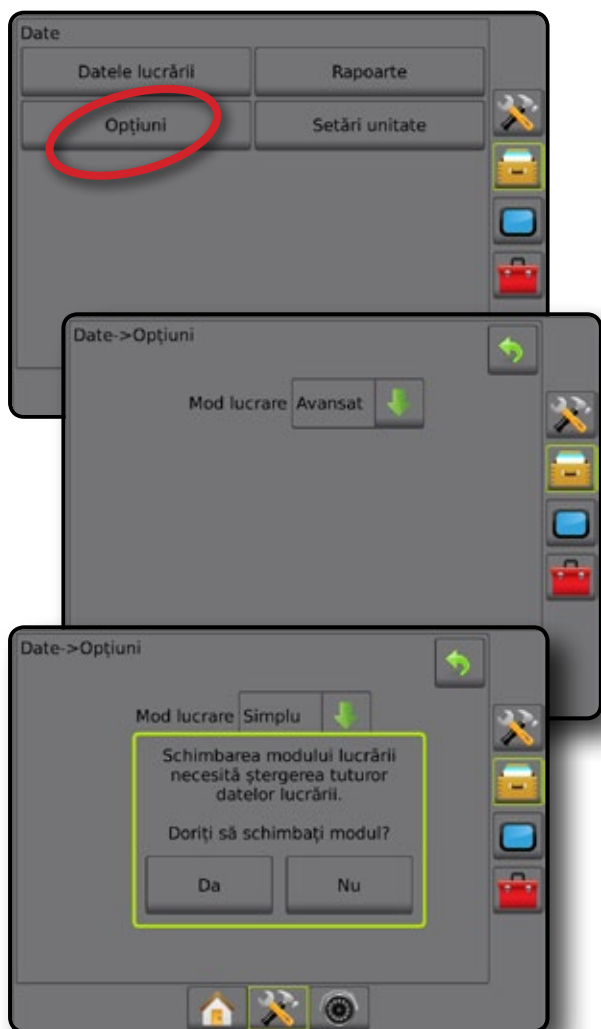 Date
Datele lucrării Rapoarte
Opțiuni Setări unitate
Date->Opțiuni
Mod lucrare Avansat
Date->Opțiuni
Mod lucrare Simplu
Schimbarea modului lucrării
necesită ștergerea tuturor
datelor lucrării.
Doriți să schimbați modul?
Da Nu